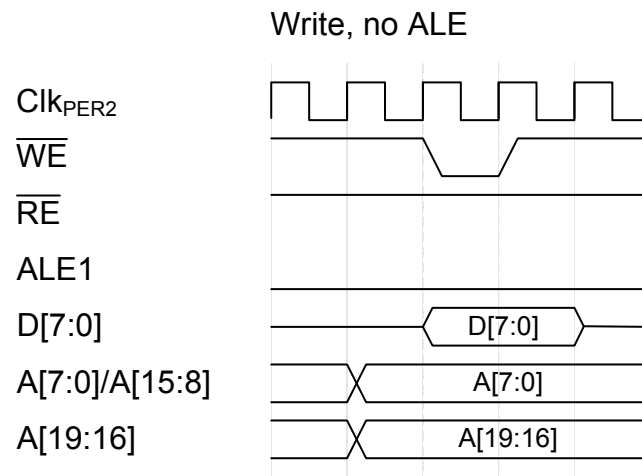 Write, no ALE
ClkPER2
WE
RE
ALE1
D[7:0] D[7:0]
A[7:0]/A[15:8] A[7:0]
A[19:16] A[19:16]